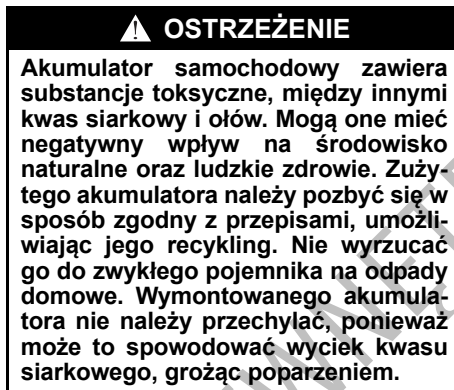 ⚠ OSTRZEŻENIE
Akumulator samochodowy zawiera
substancje toksyczne, między innymi
kwas siarkowy i ołów. Mogą one mieć
negatywny wpływ na środowisko
naturalne oraz ludzkie zdrowie. Zuży-
tego akumulatora należy pozbyć się w
sposób zgodny z przepisami, umożli-
wiając jego recykling. Nie wyrzucać
go do zwykłego pojemnika na odpady
domowe. Wymontowanego akumula-
tora nie należy przechylać, ponieważ
może to spowodować wyciek kwasu
siarkowego, grożąc poparzeniem.